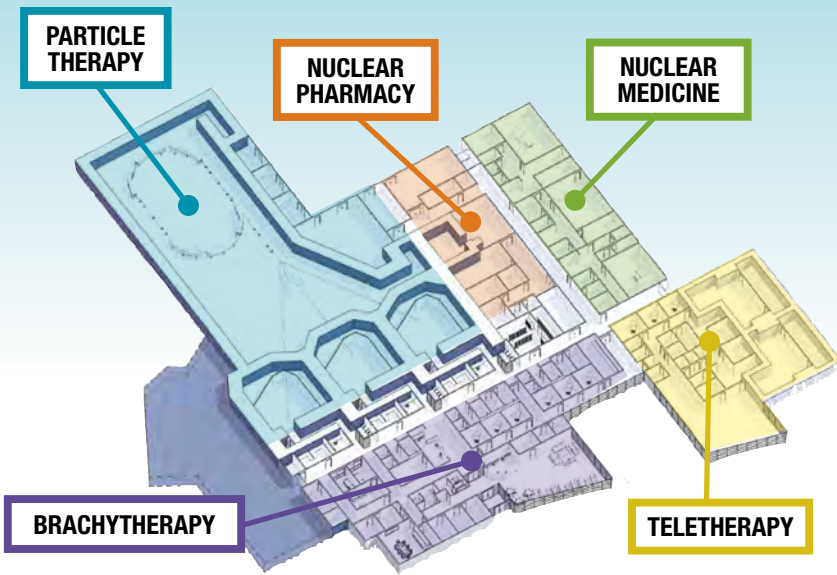 PARTICLE
THERAPY
NUCLEAR
PHARMACY
NUCLEAR
MEDICINE
BRACHYTHERAPY
TELETHERAPY